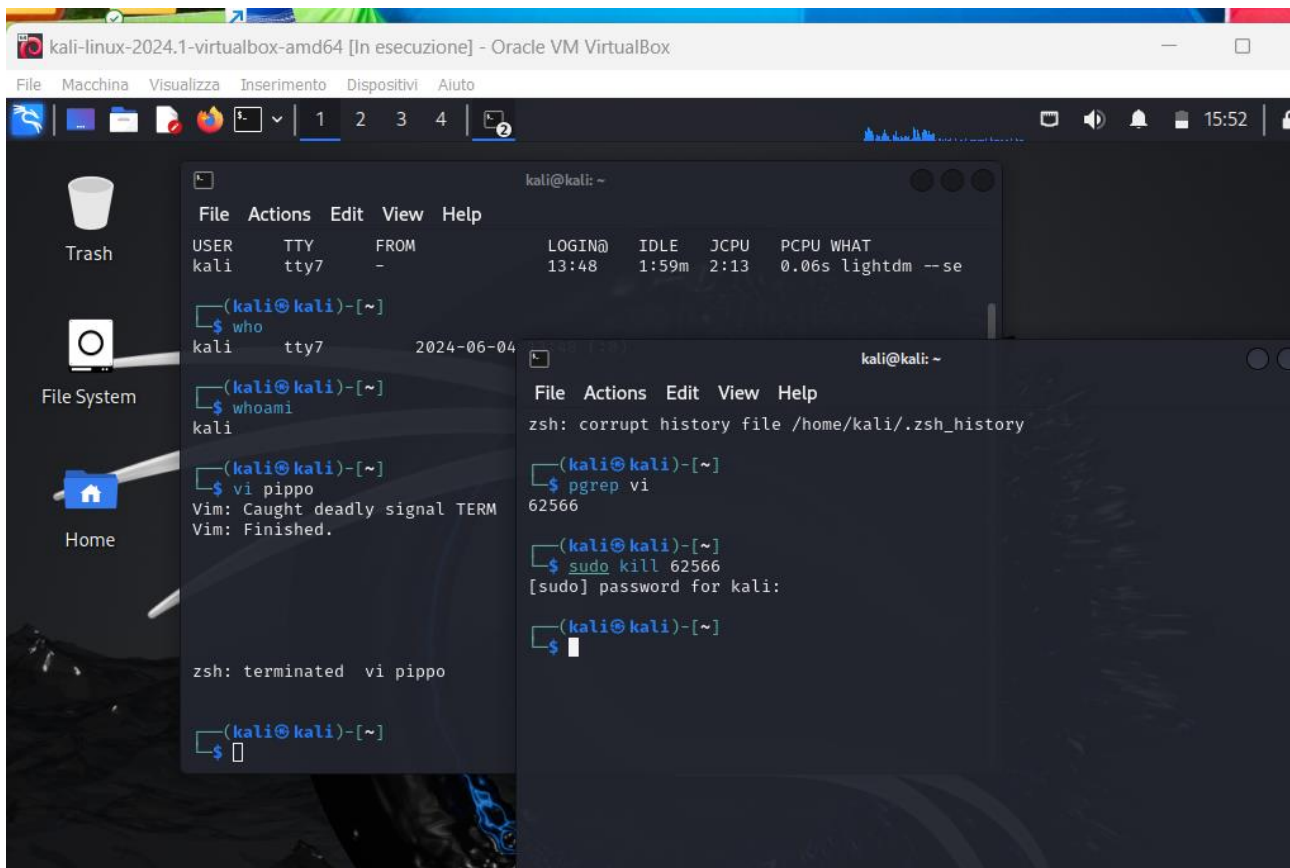 kali-linux-2024.1-virtualbox-amd64 [In esecuzione] - Oracle VM VirtualBox
File Macchina Visualizza Inserimento Dispositivi Aiuto
1 2 3 4 2 15:52
Trash
File System
Home
kali@kali: ~
File Actions Edit View Help
USER TTY FROM LOGIN@ IDLE JCPU PCPU WHAT
kali tty7 - 13:48 1:59m 2:13 0.06s lightdm --se
(kali㉿kali)-[~]
$ who
kali tty7 2024-06-04
(kali㉿kali)-[~]
$ whoami
kali
(kali㉿kali)-[~]
$ vi pippo
Vim: Caught deadly signal TERM
Vim: Finished.
zsh: terminated vi pippo
(kali㉿kali)-[~]
$
kali@kali: ~
File Actions Edit View Help
zsh: corrupt history file /home/kali/.zsh_history
(kali㉿kali)-[~]
$ pgrep vi
62566
(kali㉿kali)-[~]
$ sudo kill 62566
[sudo] password for kali:
(kali㉿kali)-[~]
$